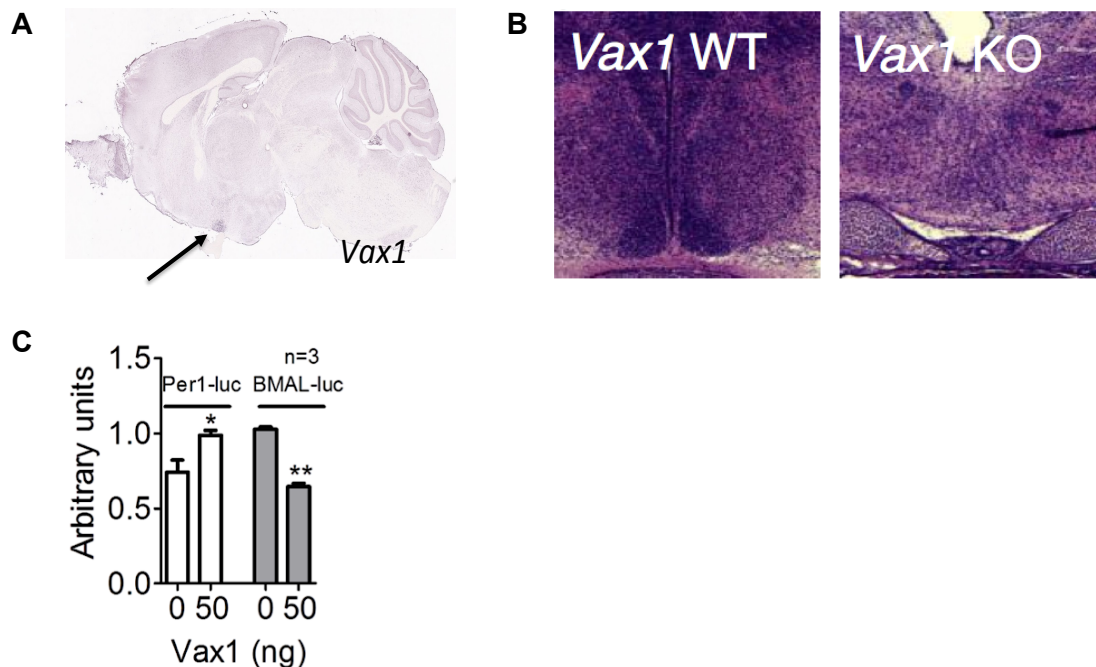 A
Vax1
B
Vax1 WT
Vax1 KO
C
n=3
Per1-luc BMAL-luc
Arbitrary units
1.5
1.0
0.5
0.0
*
**
0 50 0 50
Vax1 (ng)